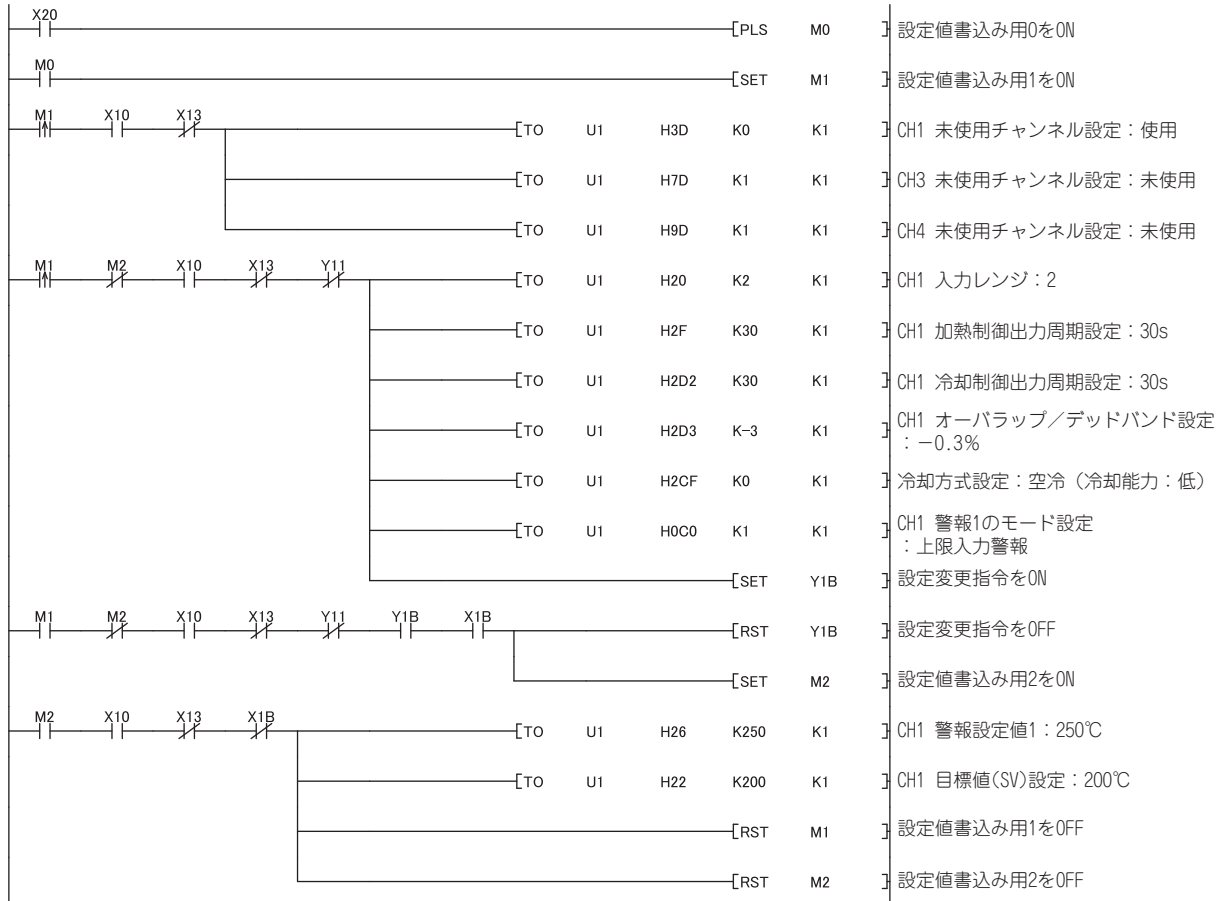 X20
[PLS M0 ] 設定値書込み用0をON
M0
[SET M1 ] 設定値書込み用1をON
M1 X10 X13
[TO U1 H3D K0 K1 ] CH1 未使用チャンネル設定：使用
[TO U1 H7D K1 K1 ] CH3 未使用チャンネル設定：未使用
[TO U1 H9D K1 K1 ] CH4 未使用チャンネル設定：未使用
M1 M2 X10 X13 Y11
[TO U1 H20 K2 K1 ] CH1 入力レンジ：2
[TO U1 H2F K30 K1 ] CH1 加熱制御出力周期設定：30s
[TO U1 H2D2 K30 K1 ] CH1 冷却制御出力周期設定：30s
[TO U1 H2D3 K-3 K1 ] CH1 オーバラップ／デッドバンド設定
：－0.3%
[TO U1 H2CF K0 K1 ] 冷却方式設定：空冷（冷却能力：低）
[TO U1 H0C0 K1 K1 ] CH1 警報1のモード設定
：上限入力警報
[SET Y1B ] 設定変更指令をON
M1 M2 X10 X13 Y11 Y1B X1B
[RST Y1B ] 設定変更指令をOFF
[SET M2 ] 設定値書込み用2をON
M2 X10 X13 X1B
[TO U1 H26 K250 K1 ] CH1 警報設定値1：250℃
[TO U1 H22 K200 K1 ] CH1 目標値(SV)設定：200℃
[RST M1 ] 設定値書込み用1をOFF
[RST M2 ] 設定値書込み用2をOFF